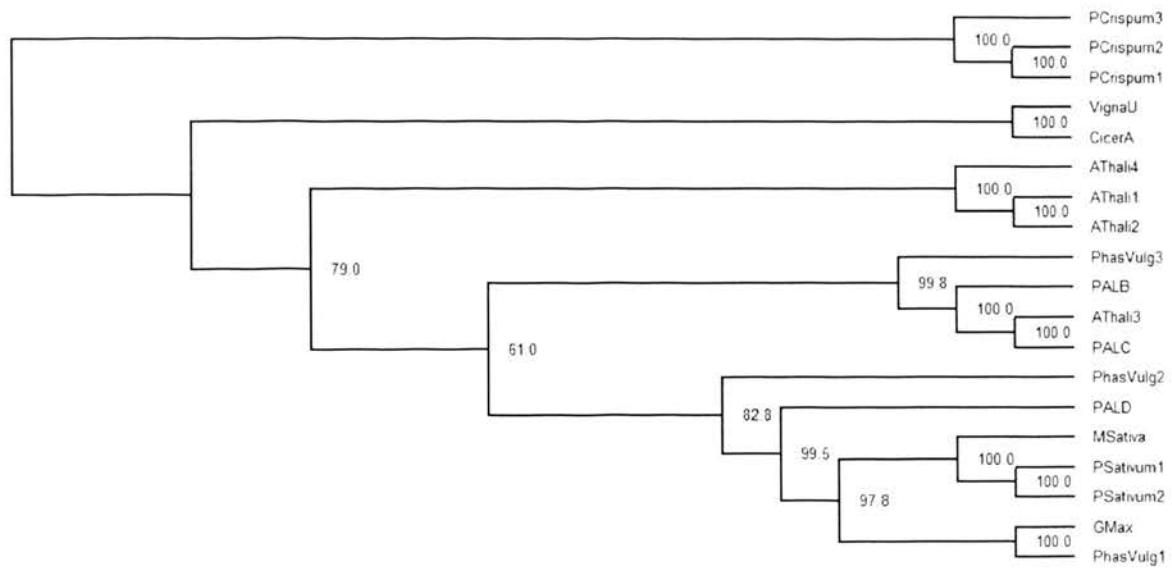 PCrispum3
100.0
PCrispum2
100.0
PCrispum1
VignaU
100.0
CicerA
AThali4
100.0
AThali1
100.0
AThali2
79.0
PhasVulg3
99.8
PALB
100.0
AThali3
100.0
PALC
61.0
PhasVulg2
82.8
PALD
99.5
MSativa
100.0
PSativum1
100.0
PSativum2
97.8
GMax
100.0
PhasVulg1